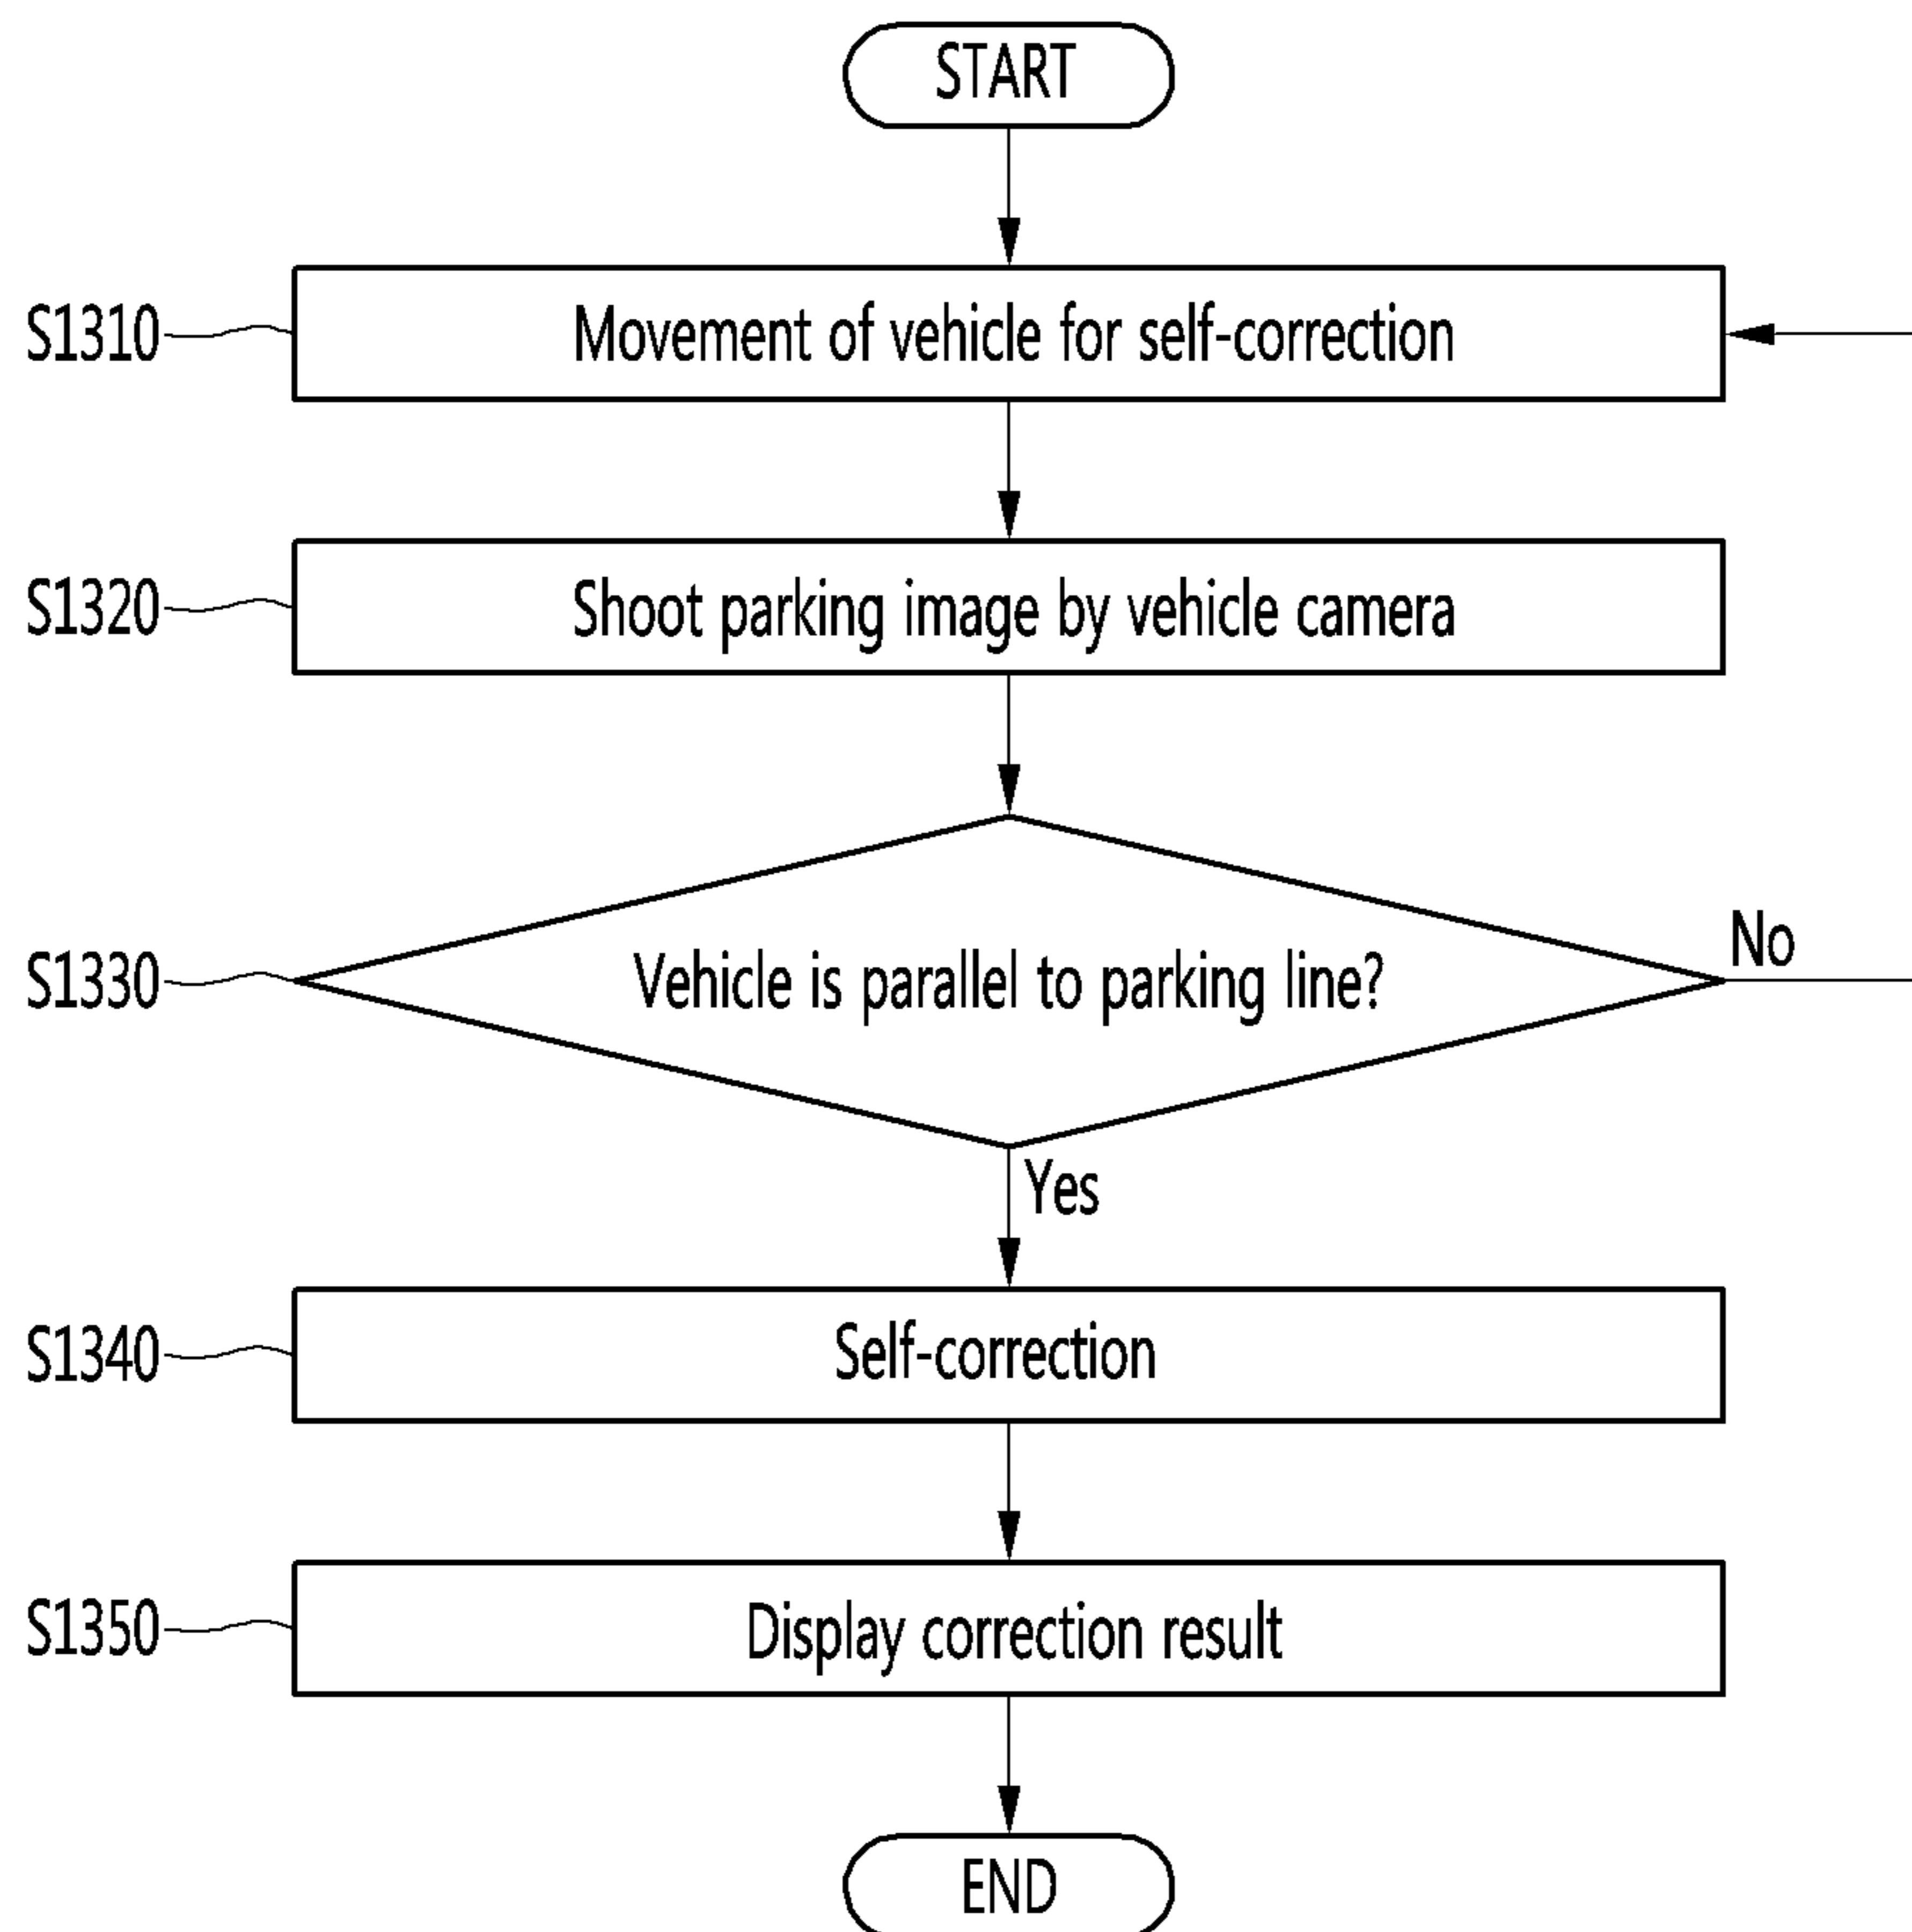 START
S1310
Movement of vehicle for self-correction
S1320
Shoot parking image by vehicle camera
S1330
Vehicle is parallel to parking line?
No
Yes
S1340
Self-correction
S1350
Display correction result
END